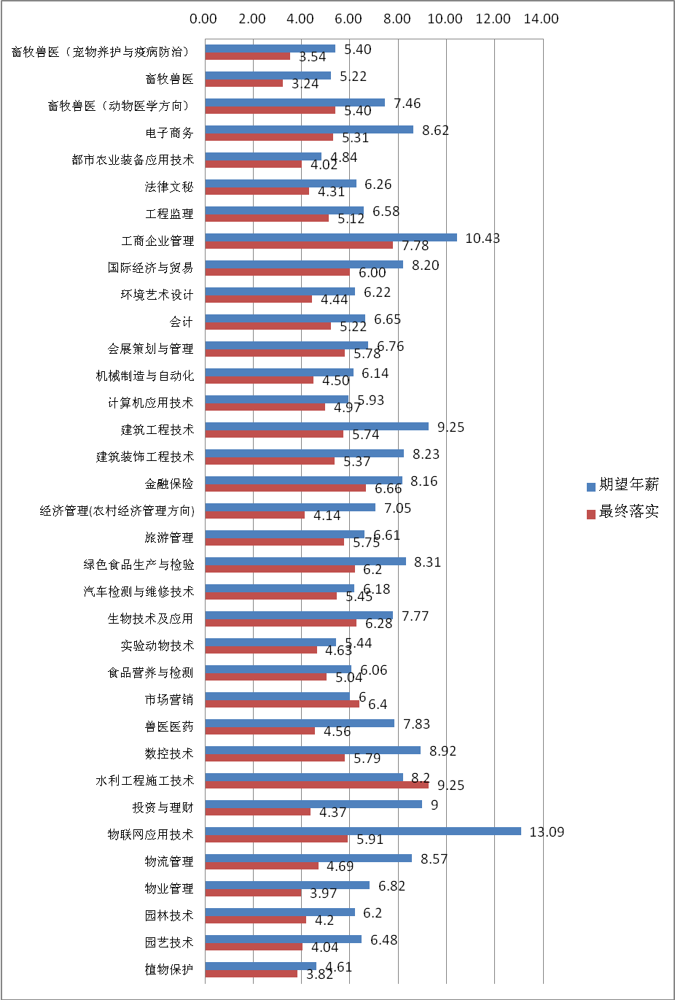 0.00 2.00 4.00 6.00 8.00 10.00 12.00 14.00
畜牧兽医（宠物养护与疫病防治） 5.40 3.54
畜牧兽医 5.22 3.24
畜牧兽医（动物医学方向） 7.46 5.40
电子商务 8.62 5.31
都市农业装备应用技术 4.84 4.02
法律文秘 6.26 4.31
工程监理 6.58 5.12
工商企业管理 10.43 7.78
国际经济与贸易 8.20 6.00
环境艺术设计 6.22 4.44
会计 6.65 5.22
会展策划与管理 6.76 5.78
机械制造与自动化 6.14 4.50
计算机应用技术 5.93 4.97
建筑工程技术 9.25 5.74
建筑装饰工程技术 8.23 5.37
金融保险 8.16 6.66
经济管理(农村经济管理方向) 7.05 4.14
旅游管理 6.61 5.75
绿色食品生产与检验 8.31 6.2
汽车检测与维修技术 6.18 5.45
生物技术及应用 7.77 6.28
实验动物技术 5.44 4.63
食品营养与检测 6.06 5.04
市场营销 6 6.4
兽医医药 7.83 4.56
数控技术 8.92 5.79
水利工程施工技术 8.2 9.25
投资与理财 9 4.37
物联网应用技术 13.09 5.91
物流管理 8.57 4.69
物业管理 6.82 3.97
园林技术 6.2 4.2
园艺技术 6.48 4.04
植物保护 4.61 3.82
期望年薪
最终落实